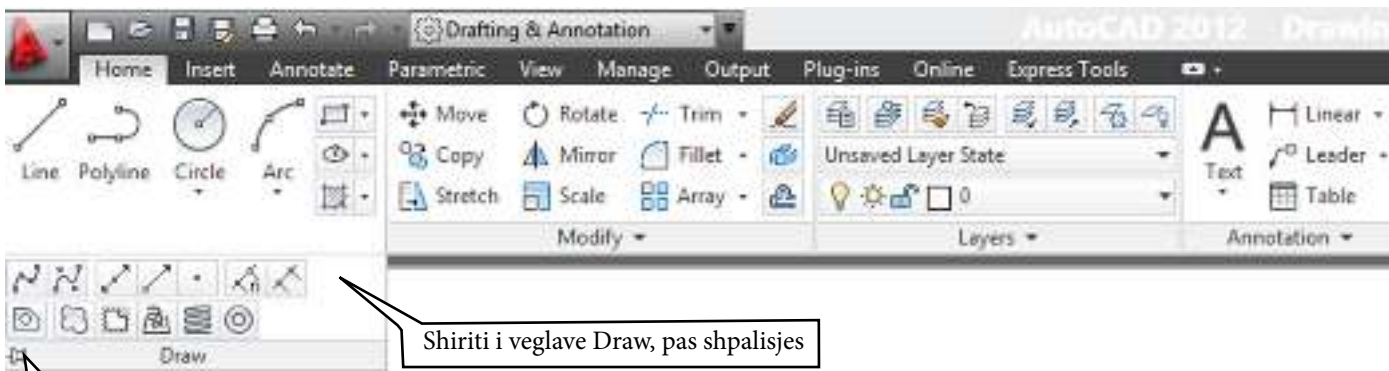 Drafting & Annotation AutoCAD 2012 Drawin
Home Insert Annotate Parametric View Manage Output Plug-ins Online Express Tools
Line Polyline Circle Arc
Move Rotate Trim
Copy Mirror Fillet
Stretch Scale Array
Modify
Unsaved Layer State
0
Layers
Text
Linear
Leader
Table
Annotation
Draw
Shiriti i veglave Draw, pas shpalisjes